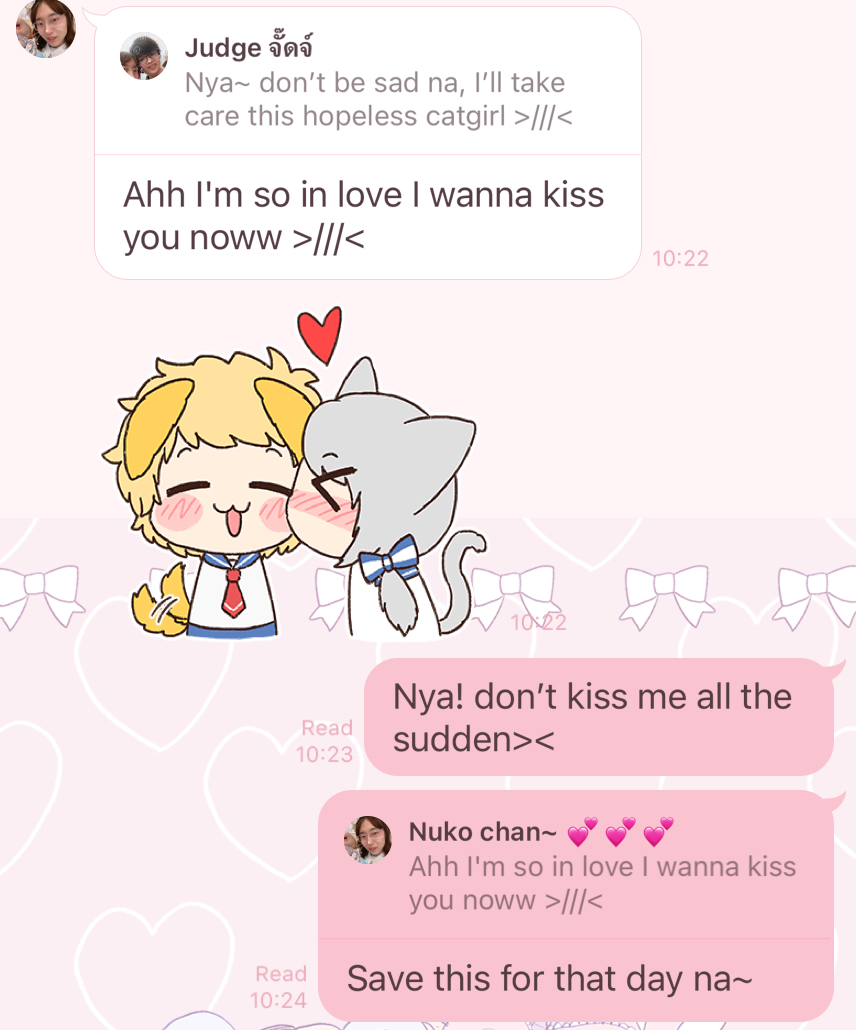 Judge จั๊ดจ์
Nya~ don’t be sad na, I’ll take
care this hopeless catgirl >///<
Ahh I'm so in love I wanna kiss
you noww >///<
10:22
10:22
Nya! don’t kiss me all the
sudden><
Read
10:23
Nuko chan~ 💕 💕 💕
Ahh I'm so in love I wanna kiss
you noww >///<
Save this for that day na~
Read
10:24